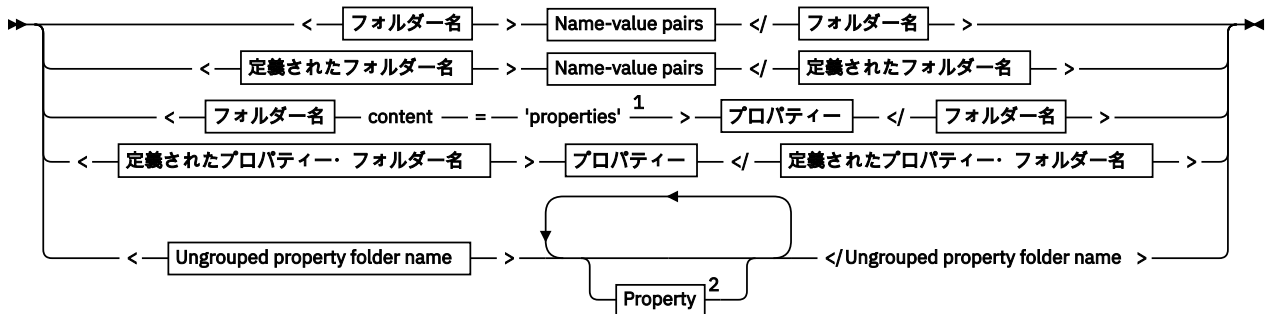 < フォルダー名 > Name-value pairs </ フォルダー名 >
< 定義されたフォルダー名 > Name-value pairs </ 定義されたフォルダー名 >
< フォルダー名 content = 'properties' 1 > プロパティー </ フォルダー名 >
< 定義されたプロパティー・フォルダー名 > プロパティー </ 定義されたプロパティー・フォルダー名 >
< Ungrouped property folder name > </Ungrouped property folder name >
Property 2